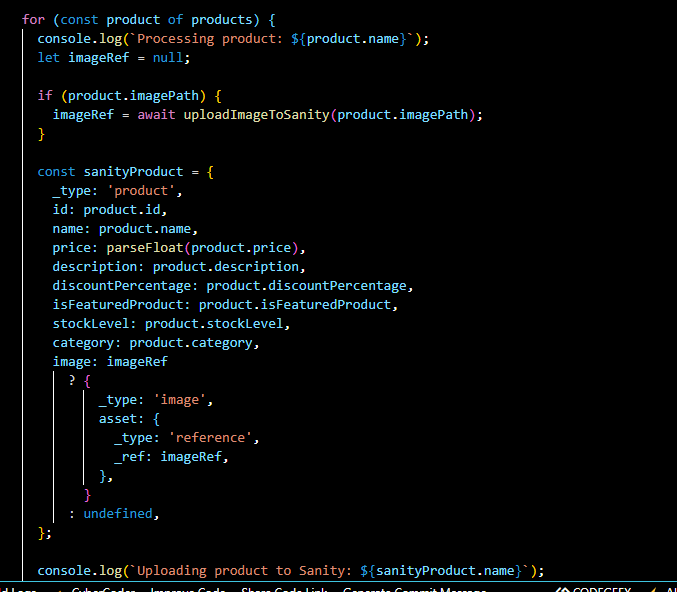 for (const product of products) {
console.log(`Processing product: ${product.name}`);
let imageRef = null;
if (product.imagePath) {
imageRef = await uploadImageToSanity(product.imagePath);
}
const sanityProduct = {
_type: 'product',
id: product.id,
name: product.name,
price: parseFloat(product.price),
description: product.description,
discountPercentage: product.discountPercentage,
isFeaturedProduct: product.isFeaturedProduct,
stockLevel: product.stockLevel,
category: product.category,
image: imageRef
? {
_type: 'image',
asset: {
_type: 'reference',
_ref: imageRef,
},
}
: undefined,
};
console.log(`Uploading product to Sanity: ${sanityProduct.name}`);
CyberCoder Improve Code Share Code Link Generate Commit Message CODEGEEX